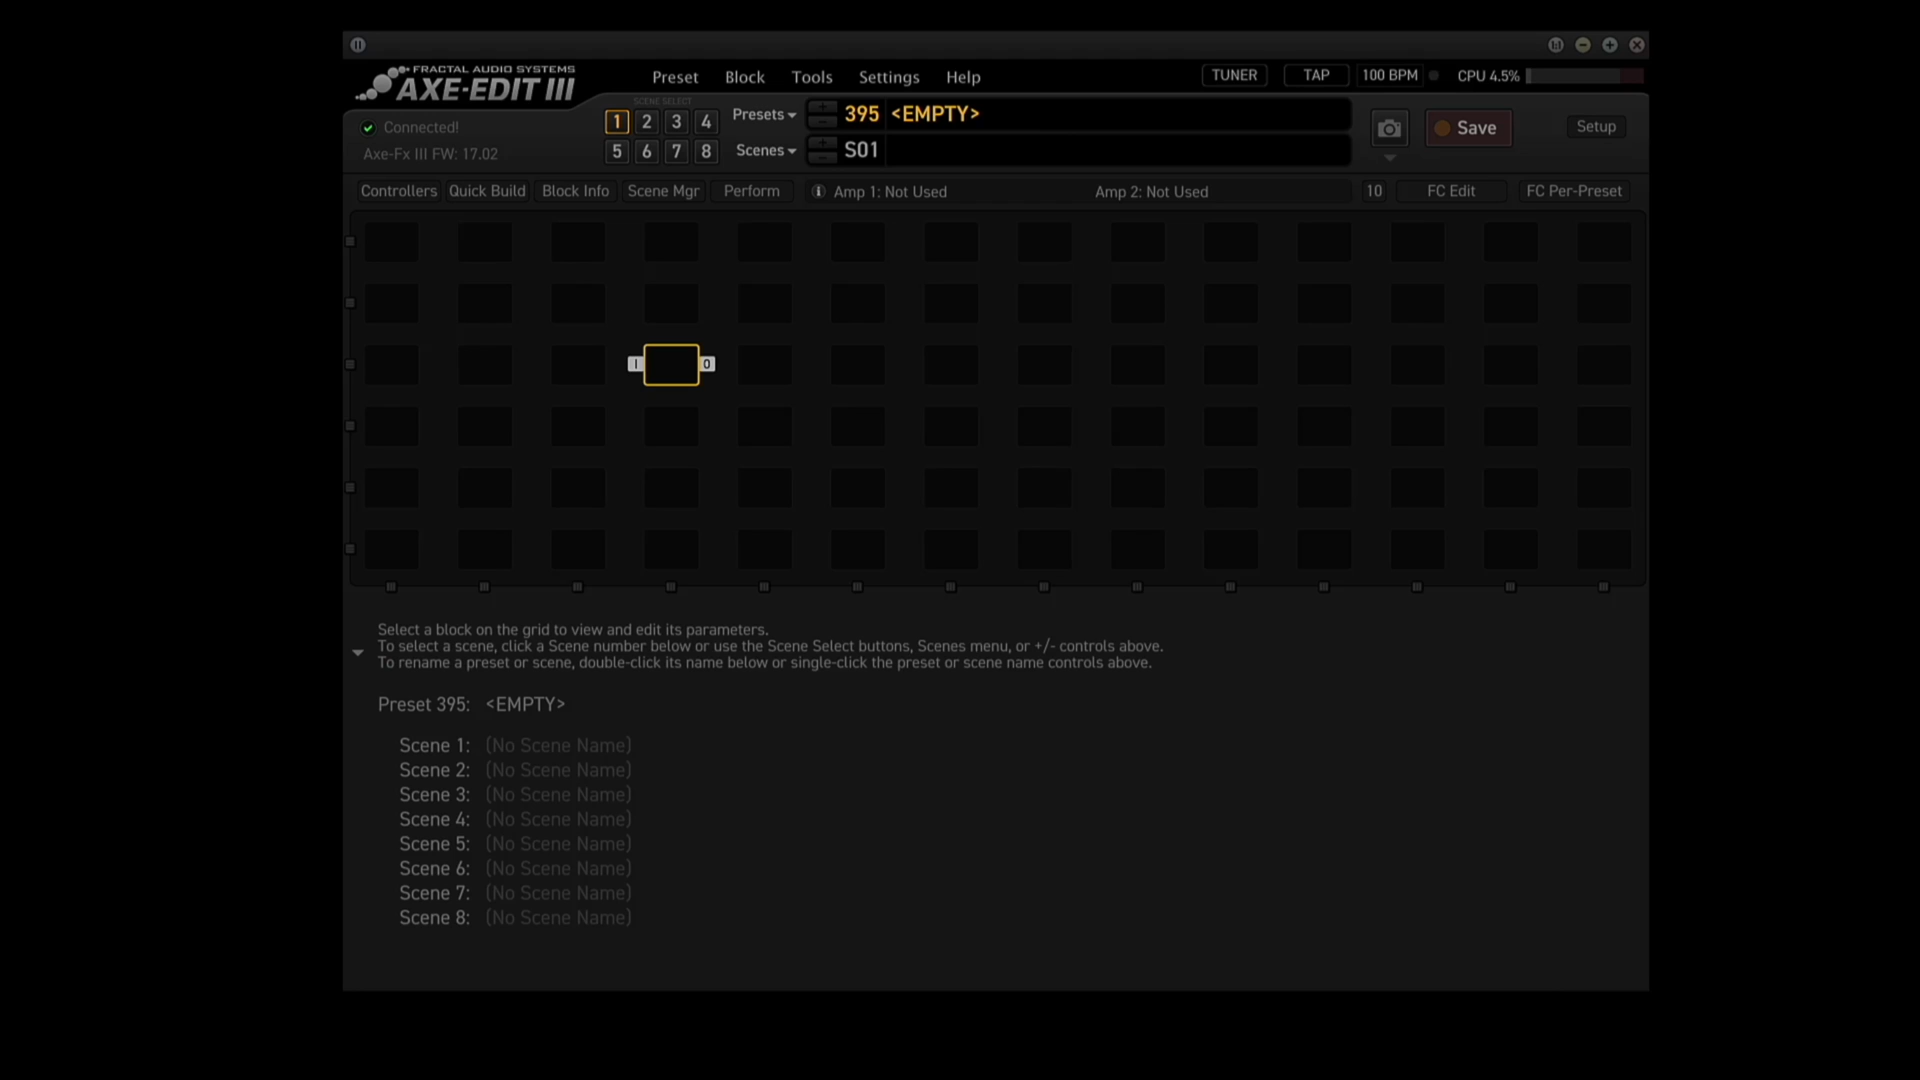 FRACTAL AUDIO SYSTEMS
AXE-EDIT III
Preset Block Tools Settings Help
TUNER TAP 100 BPM CPU 4.5%
Connected!
Axe-Fx III FW: 17.02
SCENE SELECT
1 2 3 4
5 6 7 8
Presets
+
−
395 <EMPTY>
Scenes
+
−
S01
Save
Setup
Controllers Quick Build Block Info Scene Mgr Perform
Amp 1: Not Used Amp 2: Not Used
10 FC Edit FC Per-Preset
I O
Select a block on the grid to view and edit its parameters.
To select a scene, click a Scene number below or use the Scene Select buttons, Scenes menu, or +/- controls above.
To rename a preset or scene, double-click its name below or single-click the preset or scene name controls above.
Preset 395: <EMPTY>
Scene 1: (No Scene Name)
Scene 2: (No Scene Name)
Scene 3: (No Scene Name)
Scene 4: (No Scene Name)
Scene 5: (No Scene Name)
Scene 6: (No Scene Name)
Scene 7: (No Scene Name)
Scene 8: (No Scene Name)